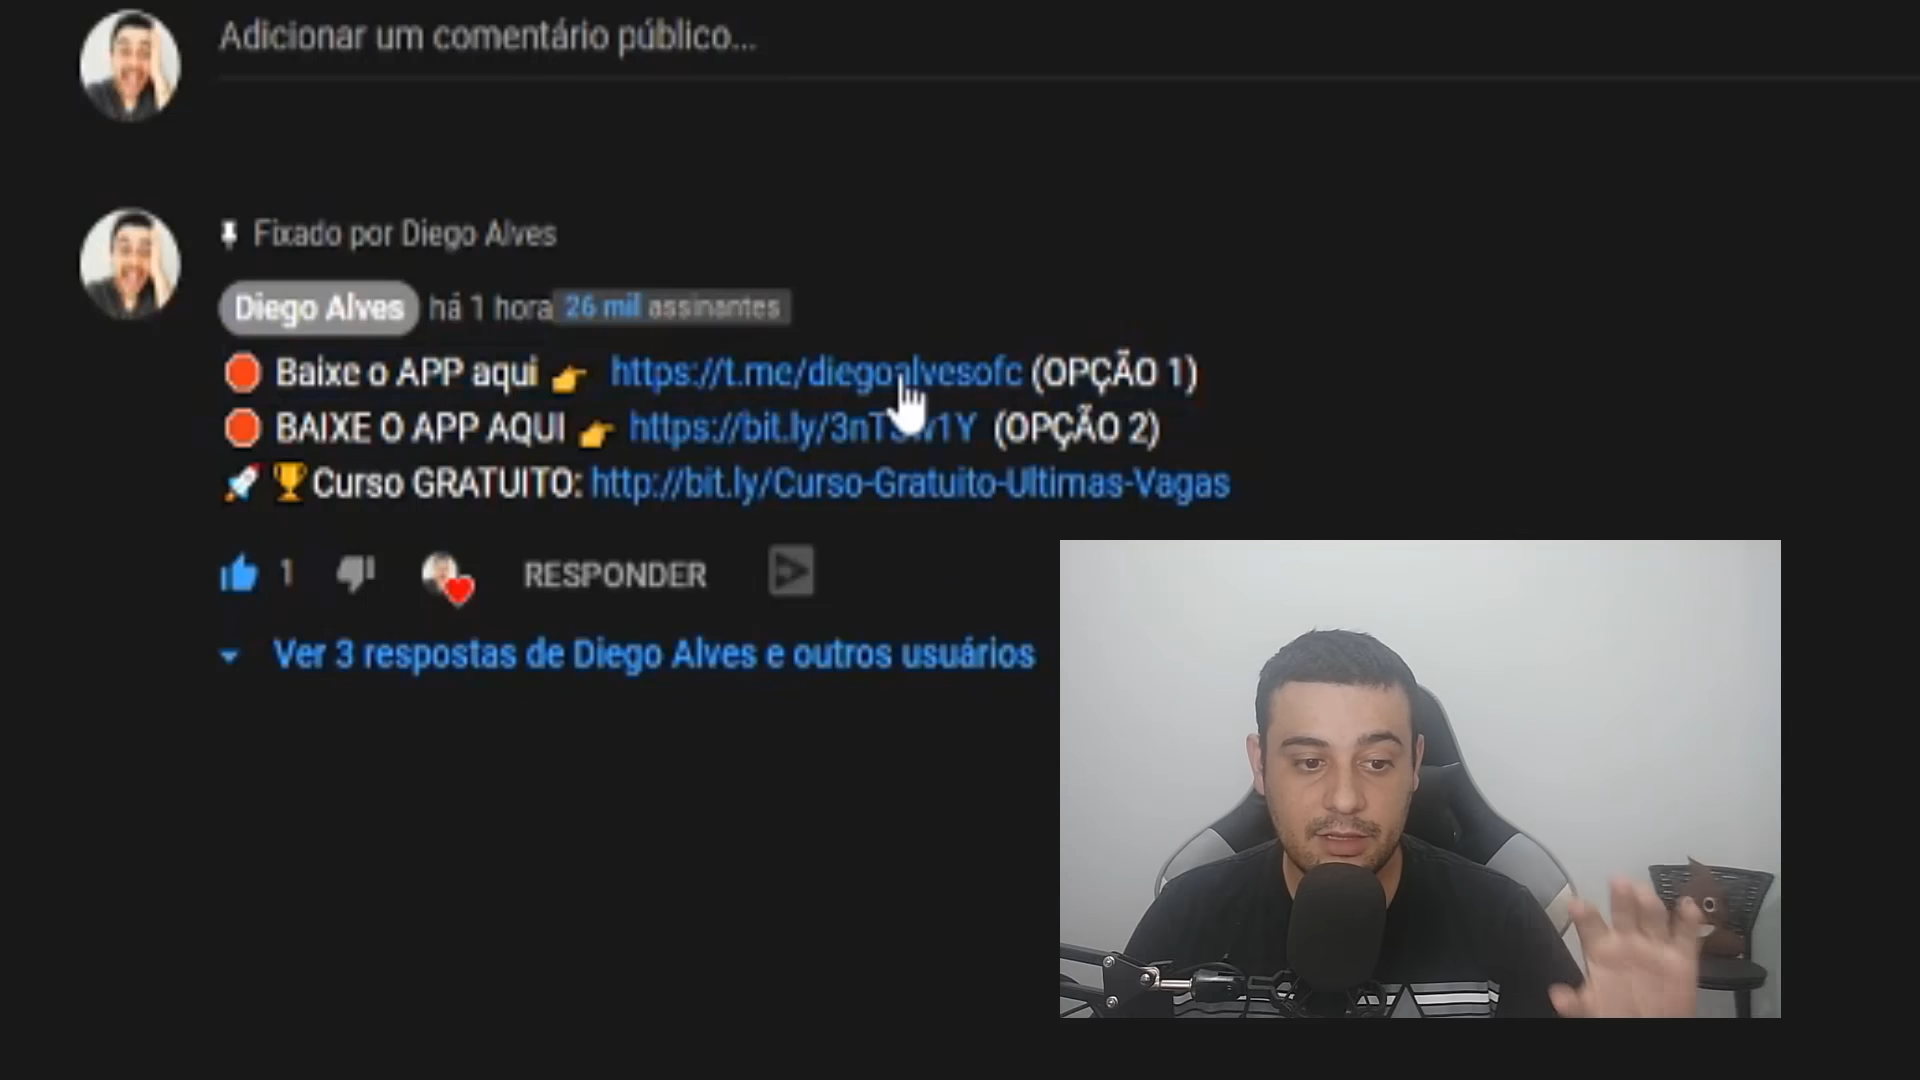 Adicionar um comentário público...
Fixado por Diego Alves
Diego Alves há 1 hora 26 mil assinantes
Baixe o APP aqui 👉 https://t.me/diegoalvesofc (OPÇÃO 1)
BAIXE O APP AQUI 👉 (OPÇÃO 2)
🚀 🏆 Curso GRATUITO: http://bit.ly/Curso-Gratuito-Ultimas-Vagas
1 RESPONDER
Ver 3 respostas de Diego Alves e outros usuários